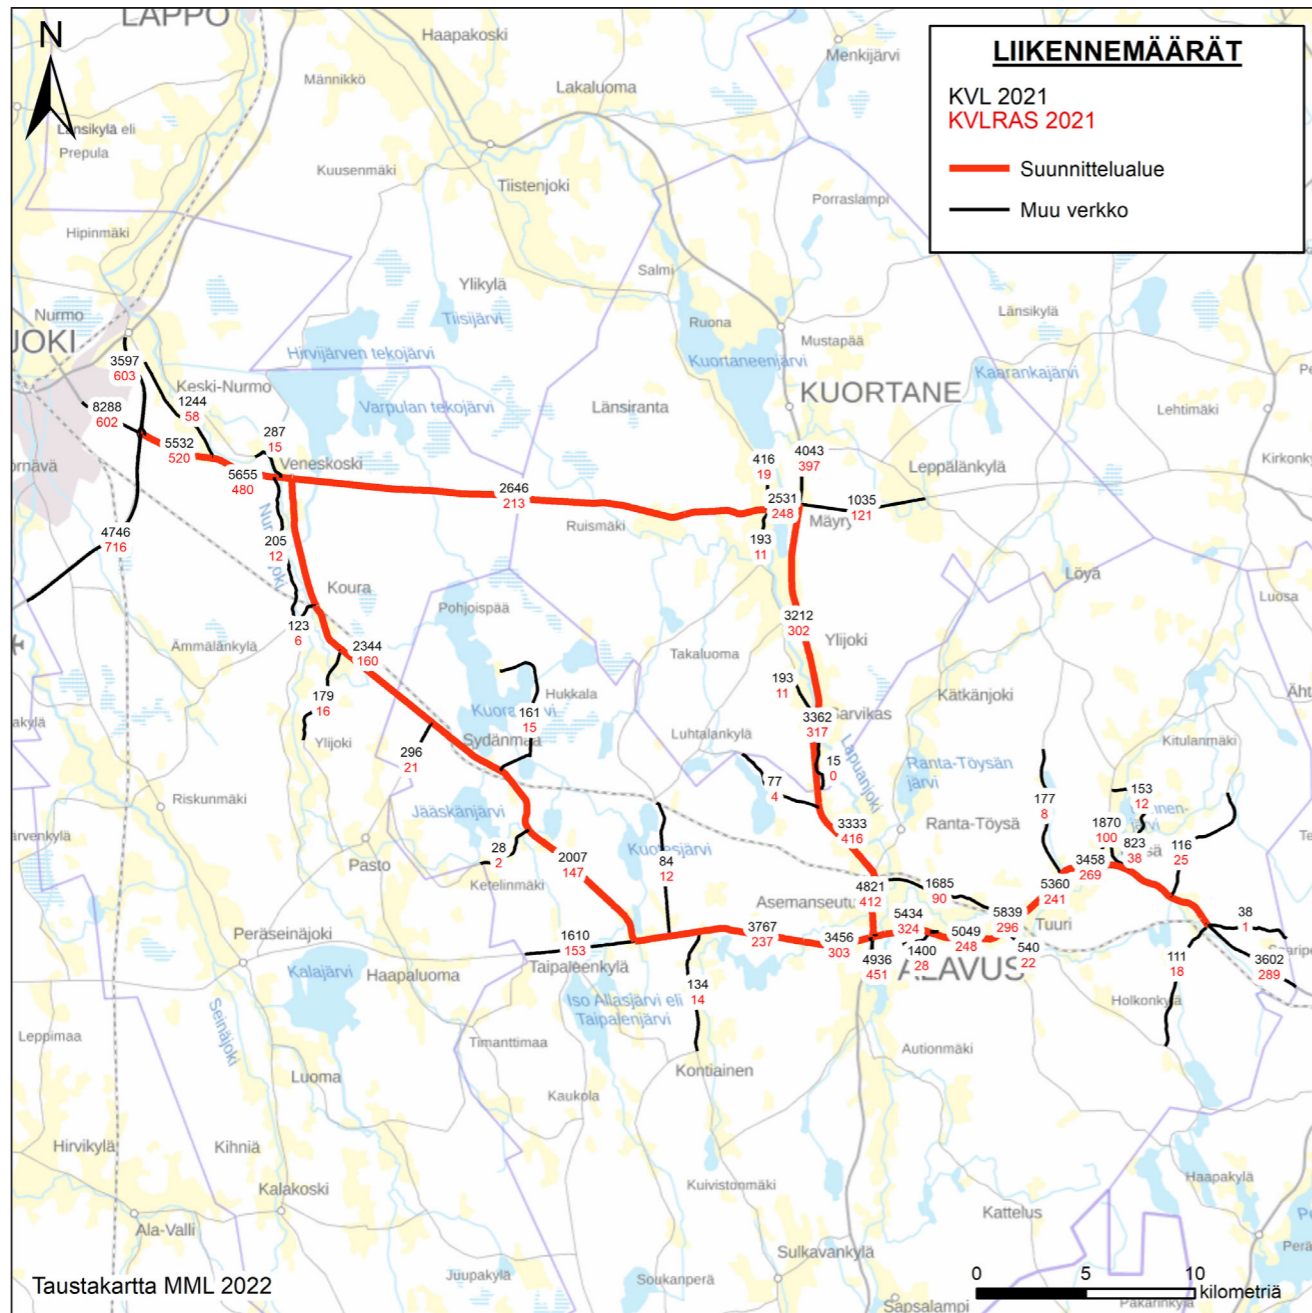 LAPPO
N
Haapakoski
Menkijärvi
Männikkö
Lakaluoma
Länsikylä eli
Prepula
Kuusenmäki
Tiistenjoki
Porraslampi
Hipinmäki
Salmi
Ylikylä
Tiisijärvi
Länsikylä
Nurmo
JOKI
Ruona
Mustapää
Hirvijärven tekojärvi
Kuortaneenjärvi
Kaarankajärvi
KUORTANE
Keski-Nurmo
Varpulan tekojärvi
Länsiranta
Lehtimäki
LIIKENNEMÄÄRÄT
KVL 2021
KVLRAS 2021
Suunnittelualue
Muu verkko
3597
603
1244
58
8288
602
287
15
5532
520
Veneskoski
5655
480
416
19
4043
397
Leppälänkylä
2646
213
2531
248
1035
121
Ruismäki
Mäyry
193
11
4746
716
205
12
Koura
Löyä
Luosa
Pohjoispää
123
6
3212
302
Ylijoki
Ämmälänkylä
2344
160
Takaluoma
179
16
Hukkala
193
11
Kätkänjoki
161
15
3362
317
Sarvikas
Ylijoki
296
21
Sydänmaa
Luhtalankylä
Kitulanmäki
Lapuanjoki
15
0
Ranta-Töysän
järvi
77
4
Riskunmäki
Jääskänjärvi
177
8
153
12
3333
416
Ranta-Töysä
1870
100
823
38
116
25
Pasto
28
2
2007
147
Kuotesjärvi
84
12
3458
269
Ketelinmäki
5360
241
4821
412
1685
90
Asemanseutu
5839
296
Tuuri
Peräseinäjoki
1610
153
3767
237
3456
303
5434
324
5049
248
38
1
Taipaleenkylä
4936
451
1400
28
540
22
ALAVUS
111
18
3602
289
Kalajärvi
Haapaluoma
134
14
Iso Allasjärvi eli
Taipalenjärvi
Holkonkylä
Seinäjoki
Leppimaa
Timanttimaa
Autionmäki
Luoma
Kontiainen
Kaukola
Hirvikylä
Kihniä
Haapakylä
Kalakoski
Kuivistonmäki
Kattelus
Ala-Valli
Sulkavankylä
Juupakylä
Soukanperä
Taustakartta MML 2022
0 5 10
kilometriä
Sapsalampi
Pakarinkylä